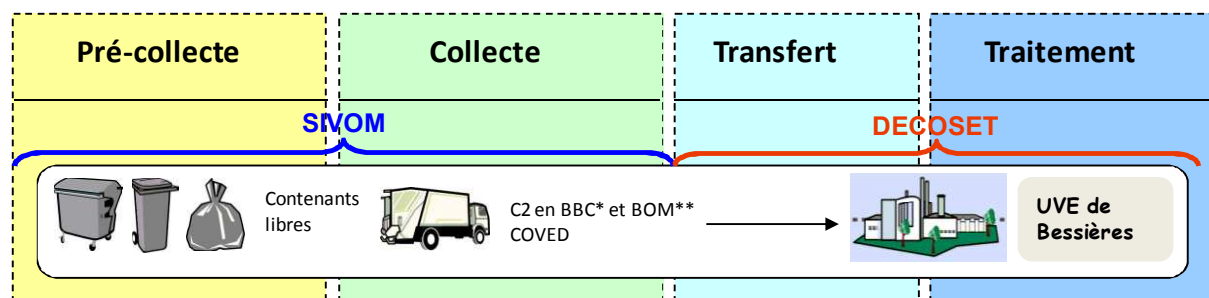 Pré-collecte
Collecte
Transfert
Traitement
SIVOM
DECOSET
Contenants
libres
C2 en BBC* et BOM**
COVED
UVE de
Bessières